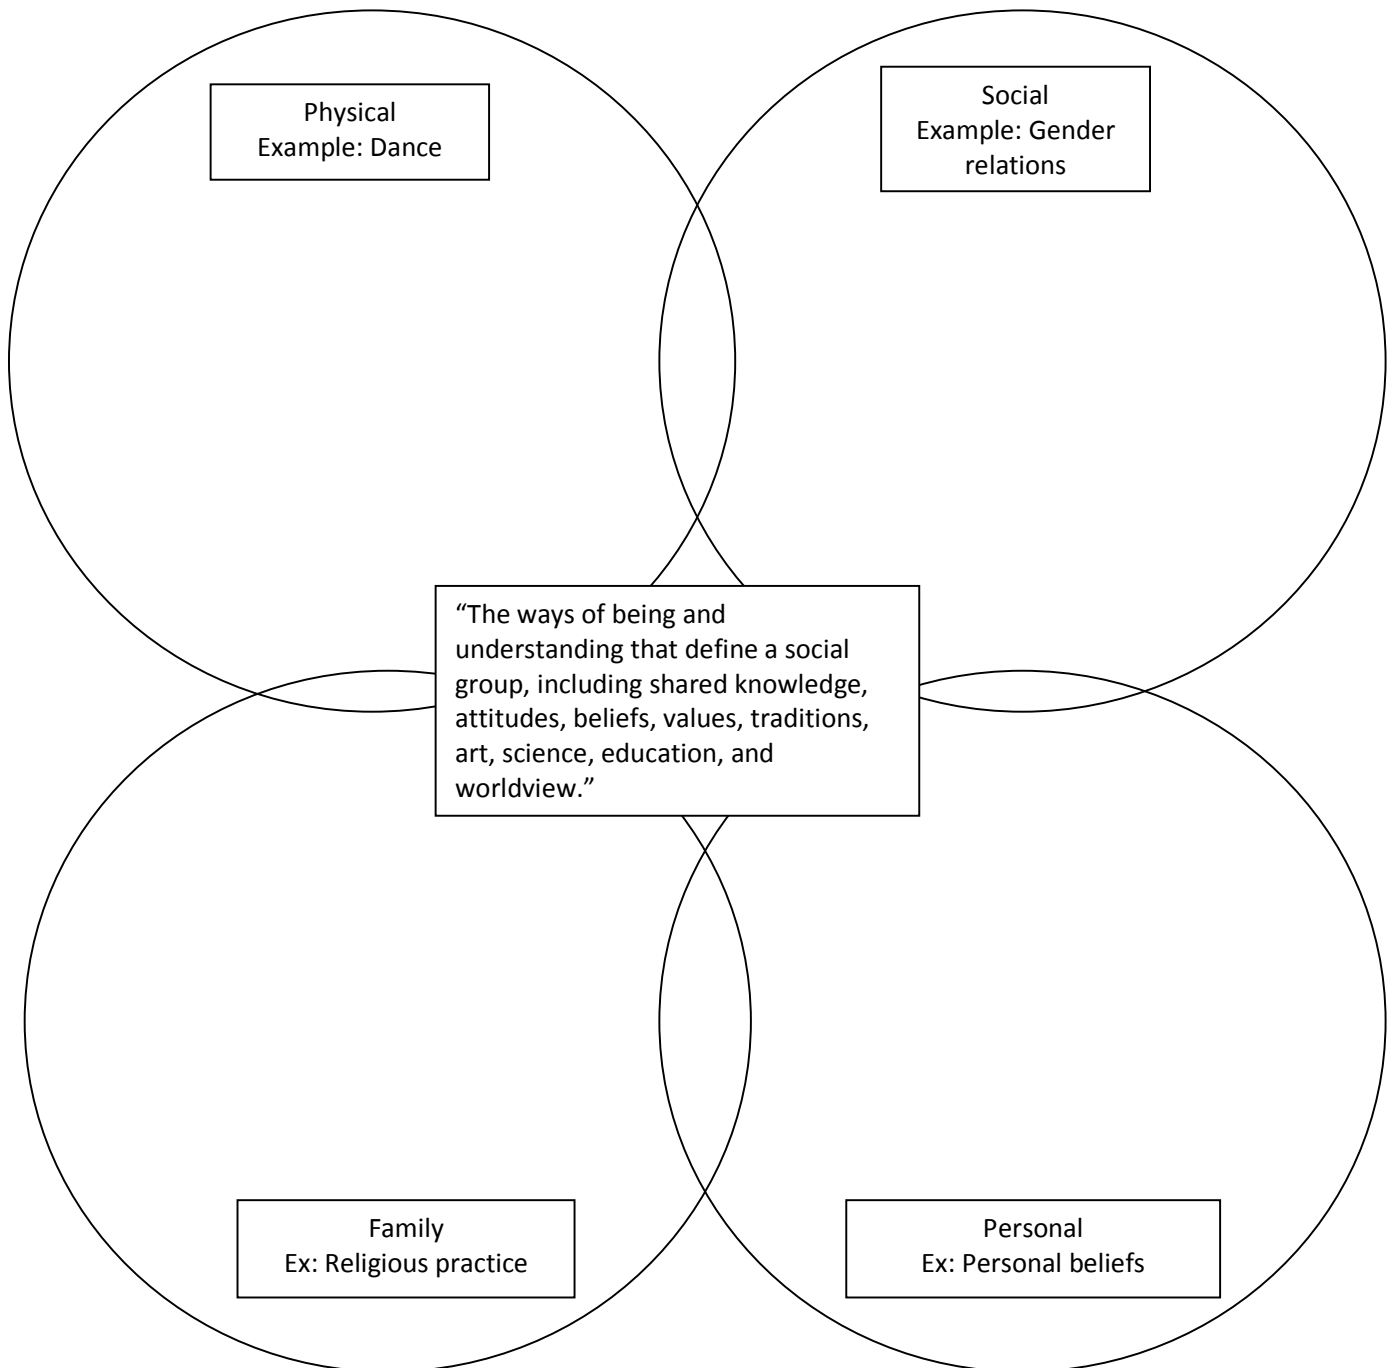 Physical
Example: Dance
Social
Example: Gender
relations
“The ways of being and
understanding that define a social
group, including shared knowledge,
attitudes, beliefs, values, traditions,
art, science, education, and
worldview.”
Family
Ex: Religious practice
Personal
Ex: Personal beliefs